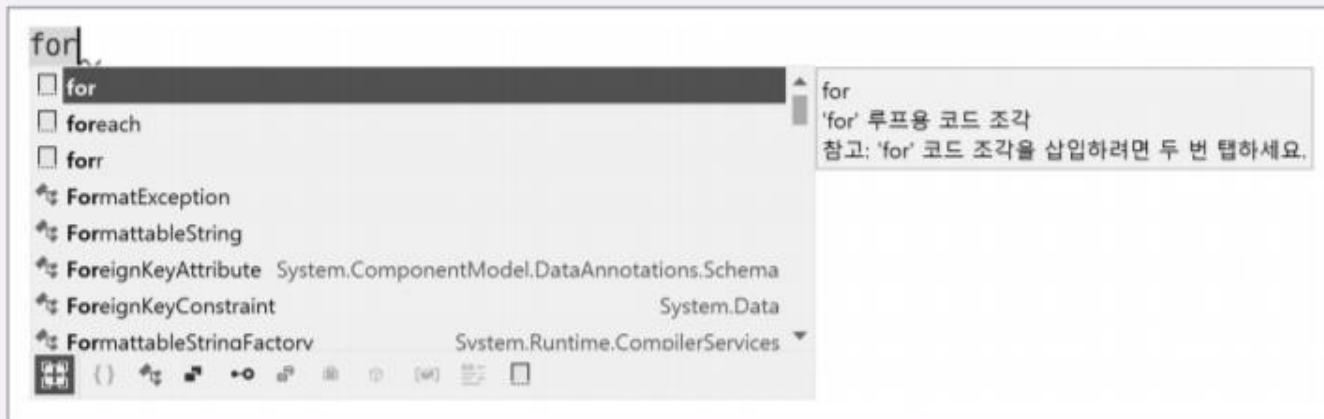 for
for
foreach
forr
FormatException
FormattableString
ForeignKeyAttribute System.ComponentModel.DataAnnotations.Schema
ForeignKeyConstraint System.Data
FormattableStringFactory System.Runtime.CompilerServices
for
'for' 루프용 코드 조각
참고: 'for' 코드 조각을 삽입하려면 두 번 탭하세요.